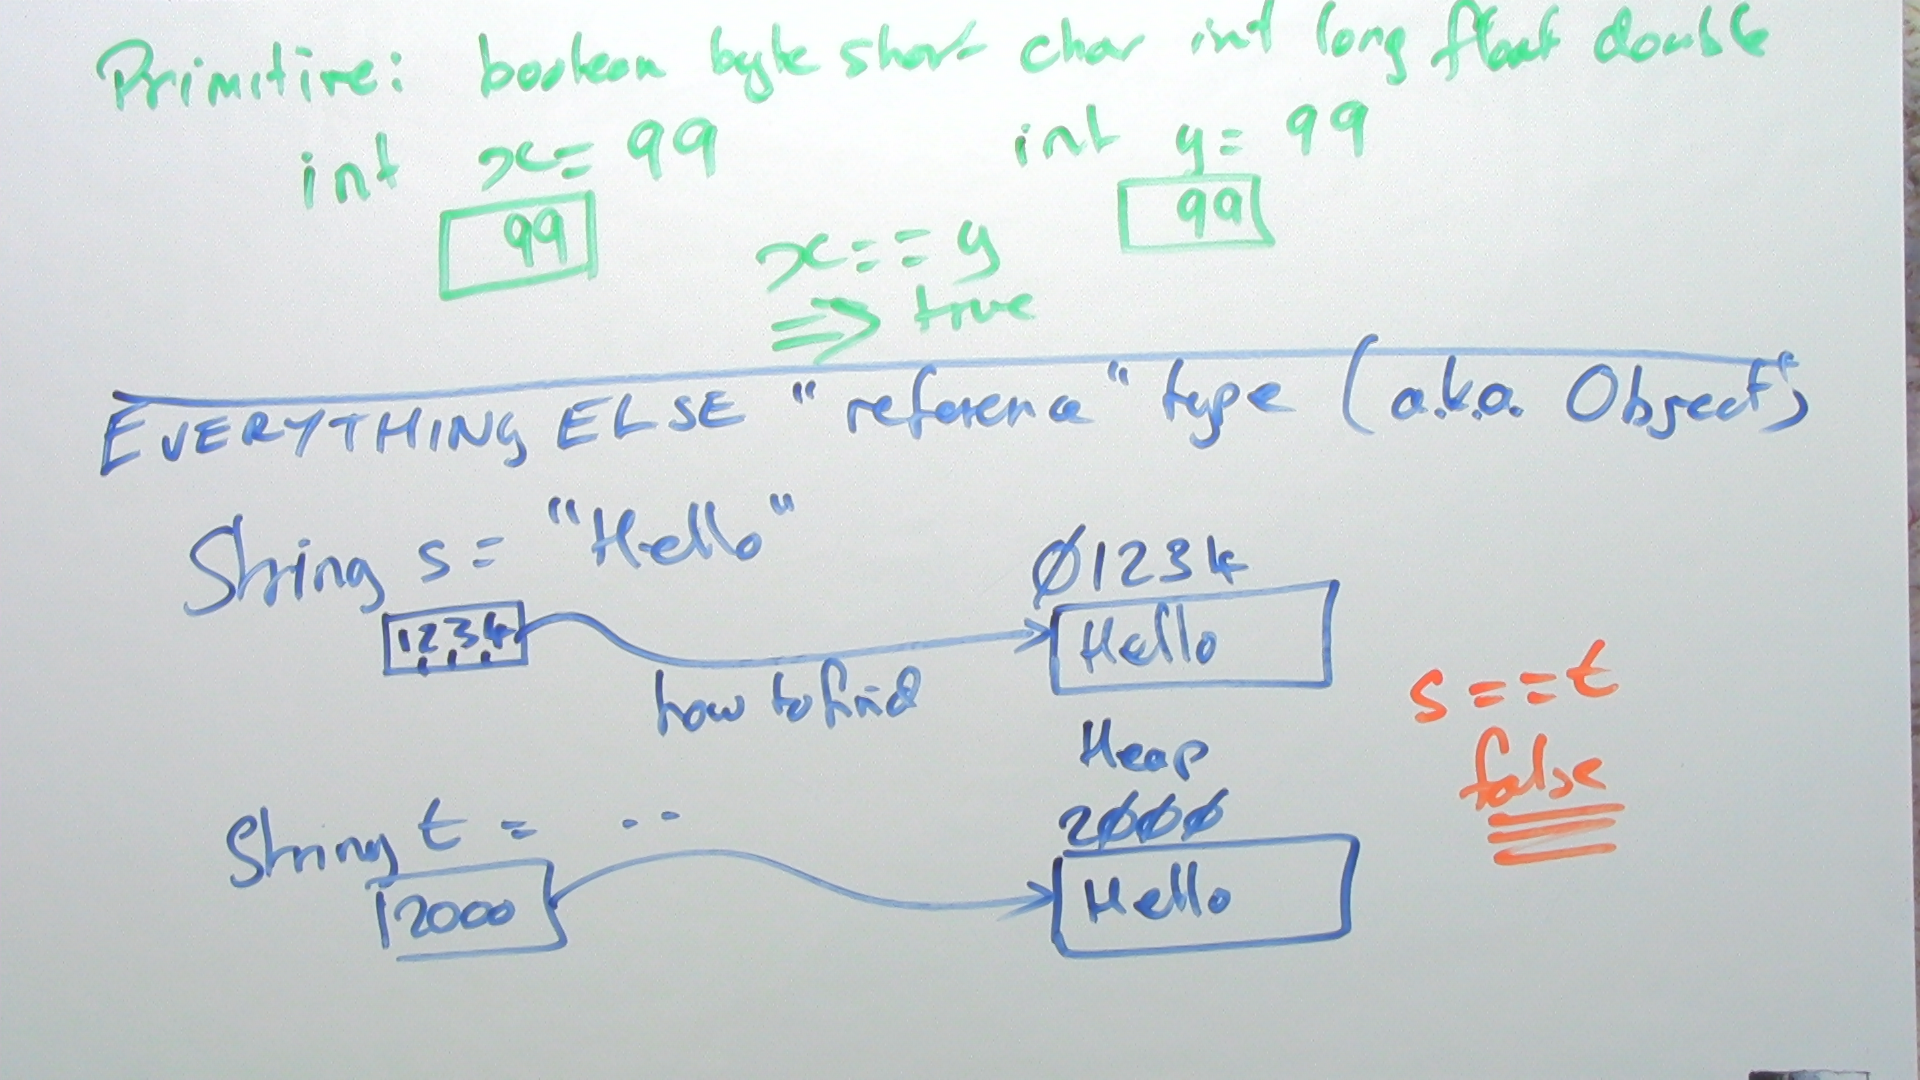 Primitive: boolean byte short char int long float double
int x = 99
int y = 99
99
99
x == y
=> true
EVERYTHING ELSE "reference" type (a.k.a. Object)
String s = "Hello"
Ø1234
1234
Hello
how to find
s == t
false
Heap
2ØØØ
String t = ..
2000
Hello